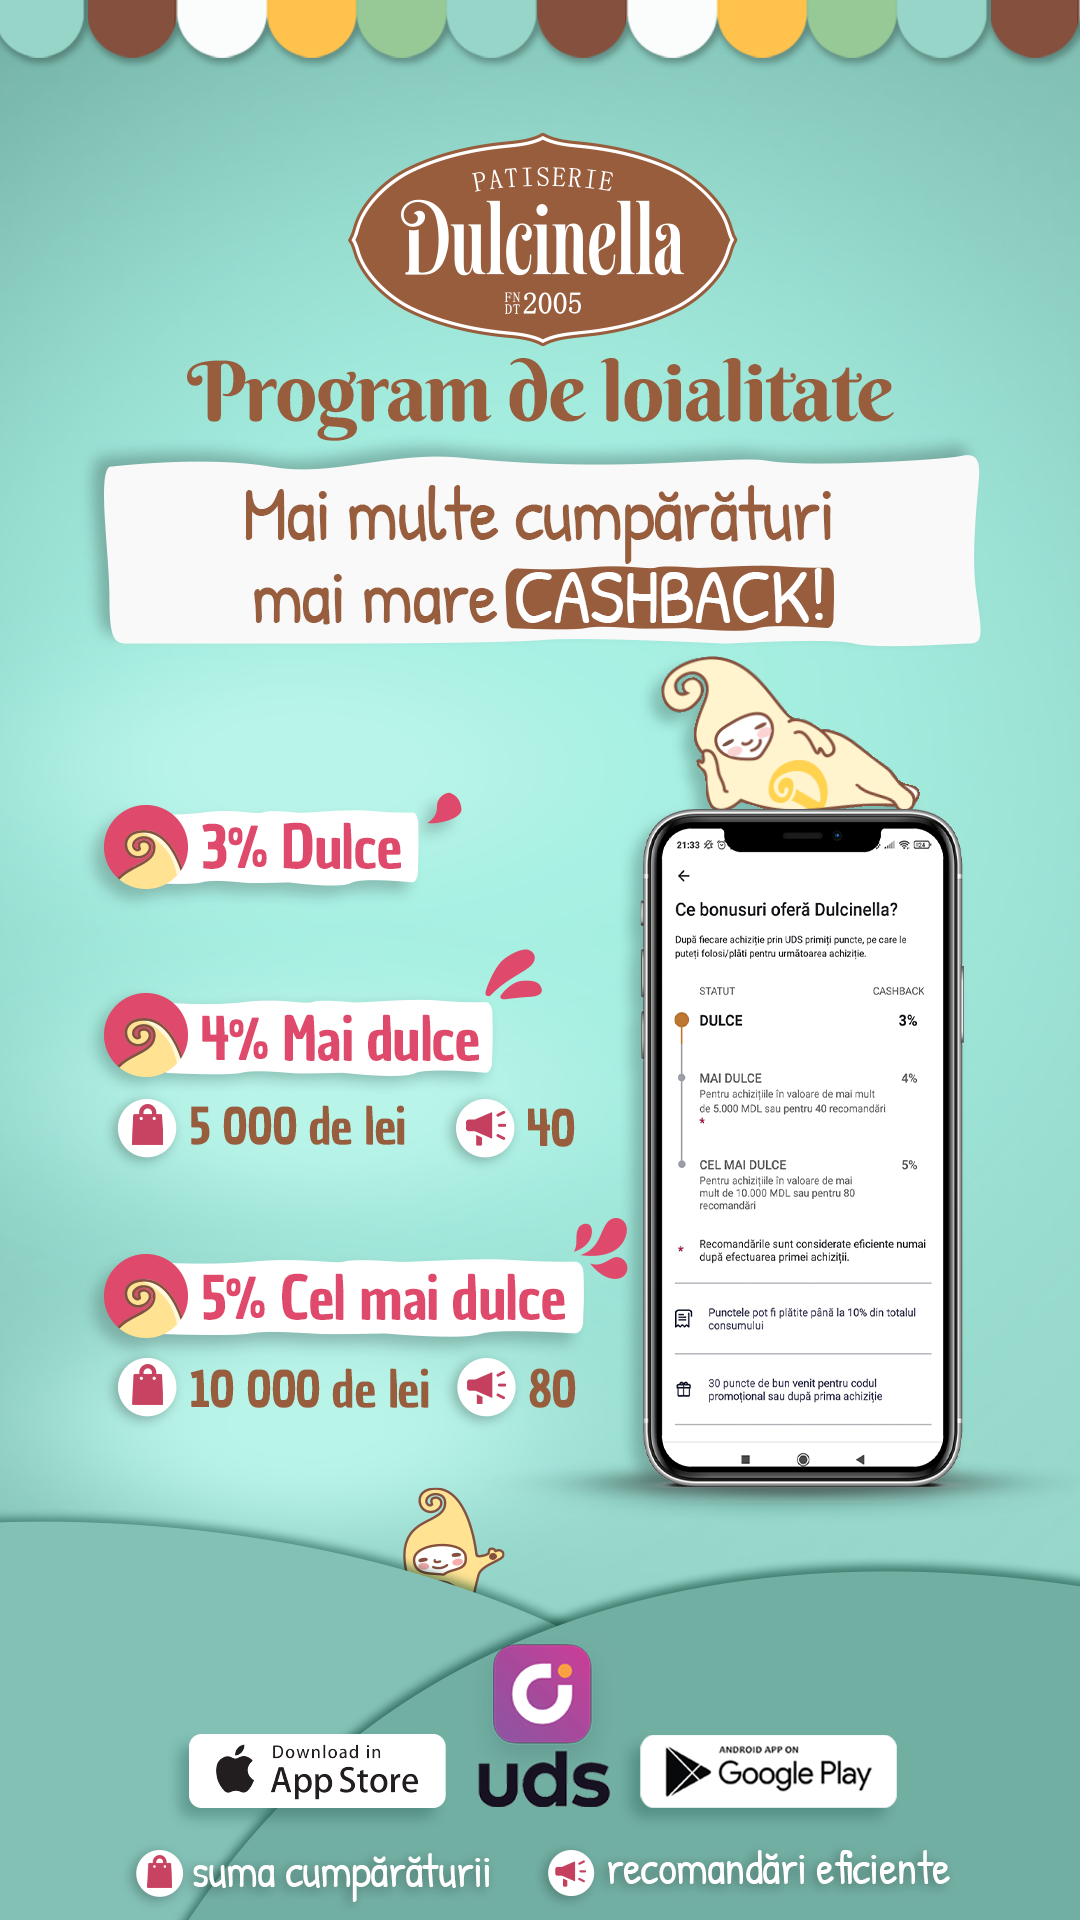 PATISERIE
Dulcinella
FNDT 2005
Program de loialitate
Mai multe cumpărături
mai mare CASHBACK!
3% Dulce
4% Mai dulce
5 000 de lei
40
5% Cel mai dulce
10 000 de lei
80
21:33
Ce bonusuri oferă Dulcinella?
După fiecare achiziție prin UDS primiți puncte, pe care le
puteți folosi/plăti pentru următoarea achiziție.
STATUT CASHBACK
DULCE 3%
MAI DULCE 4%
Pentru achizițiile în valoare de mai mult
de 5.000 MDL sau pentru 40 recomandări
*
CEL MAI DULCE 5%
Pentru achizițiile în valoare de mai
mult de 10.000 MDL sau pentru 80
recomandări
* Recomandările sunt considerate eficiente numai
după efectuarea primei achiziții.
Punctele pot fi plătite până la 10% din totalul
consumului
30 puncte de bun venit pentru codul
promoțional sau după prima achiziție
Download in
App Store
uds
ANDROID APP ON
Google Play
suma cumpărăturii
recomandări eficiente